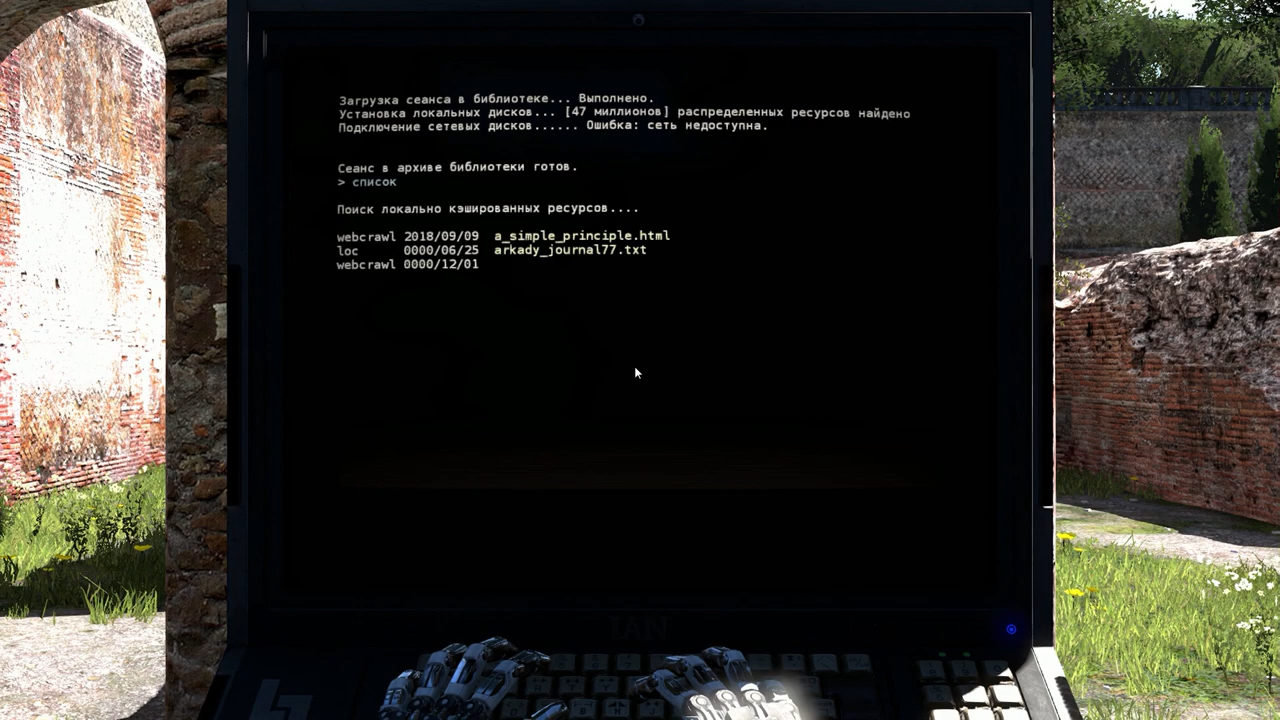 Загрузка сеанса в библиотеке... Выполнено.
Установка локальных дисков... [47 миллионов] распределенных ресурсов найдено
Подключение сетевых дисков...... Ошибка: сеть недоступна.
Сеанс в архиве библиотеки готов.
> список
Поиск локально кэшированных ресурсов....
webcrawl 2018/09/09 a_simple_principle.html
loc 0000/06/25 arkady_journal77.txt
webcrawl 0000/12/01
IAN